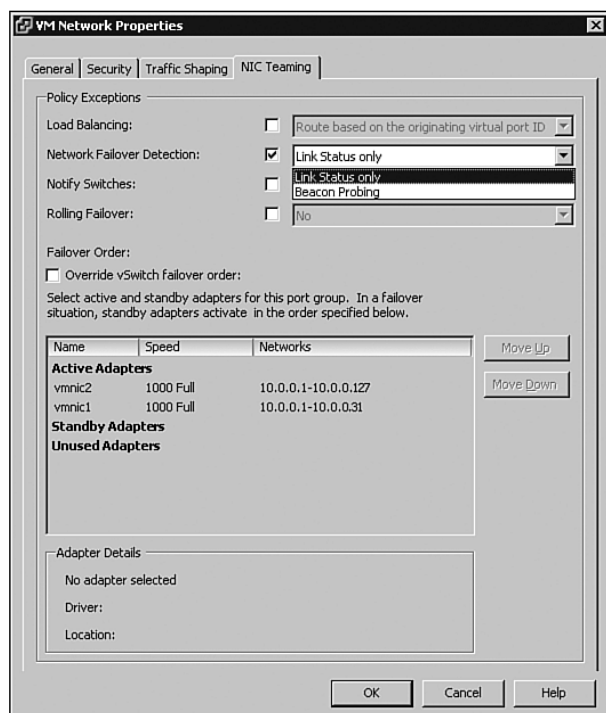 VM Network Properties
General Security Traffic Shaping NIC Teaming
Policy Exceptions
Load Balancing: Route based on the originating virtual port ID
Network Failover Detection: Link Status only
Link Status only
Notify Switches:
Beacon Probing
Rolling Failover: No
Failover Order:
Override vSwitch failover order:
Select active and standby adapters for this port group. In a failover
situation, standby adapters activate in the order specified below.
Name Speed Networks Move Up
Active Adapters
vmnic2 1000 Full 10.0.0.1-10.0.0.127 Move Down
vmnic1 1000 Full 10.0.0.1-10.0.0.31
Standby Adapters
Unused Adapters
Adapter Details
No adapter selected
Driver:
Location:
OK Cancel Help